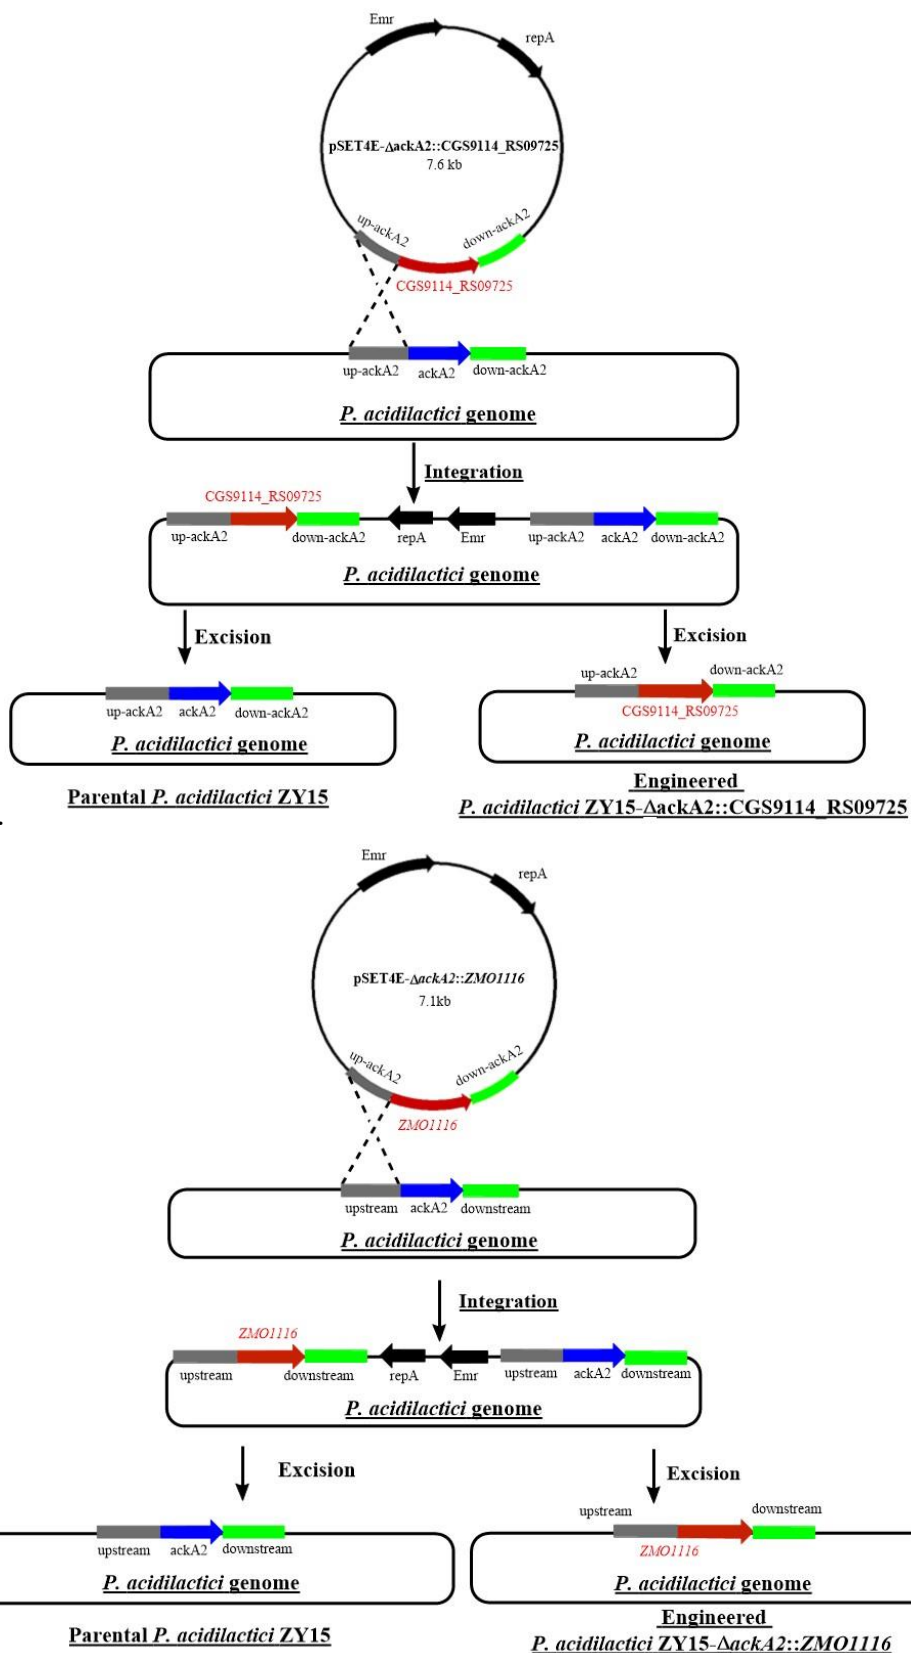 Emr
repA
pSET4E-ΔackA2::CGS9114_RS09725
7.6 kb
up-ackA2
down-ackA2
CGS9114_RS09725
up-ackA2
ackA2
down-ackA2
P. acidilactici genome
Integration
CGS9114_RS09725
up-ackA2
down-ackA2
repA
Emr
up-ackA2
ackA2
down-ackA2
P. acidilactici genome
Excision
Excision
up-ackA2
ackA2
down-ackA2
P. acidilactici genome
Parental P. acidilactici ZY15
up-ackA2
down-ackA2
CGS9114_RS09725
P. acidilactici genome
Engineered
P. acidilactici ZY15-ΔackA2::CGS9114_RS09725
Emr
repA
pSET4E-ΔackA2::ZMO1116
7.1kb
up-ackA2
down-ackA2
ZMO1116
upstream
ackA2
downstream
P. acidilactici genome
Integration
ZMO1116
upstream
downstream
repA
Emr
upstream
ackA2
downstream
P. acidilactici genome
Excision
Excision
upstream
ackA2
downstream
P. acidilactici genome
Parental P. acidilactici ZY15
upstream
downstream
ZMO1116
P. acidilactici genome
Engineered
P. acidilactici ZY15-ΔackA2::ZMO1116